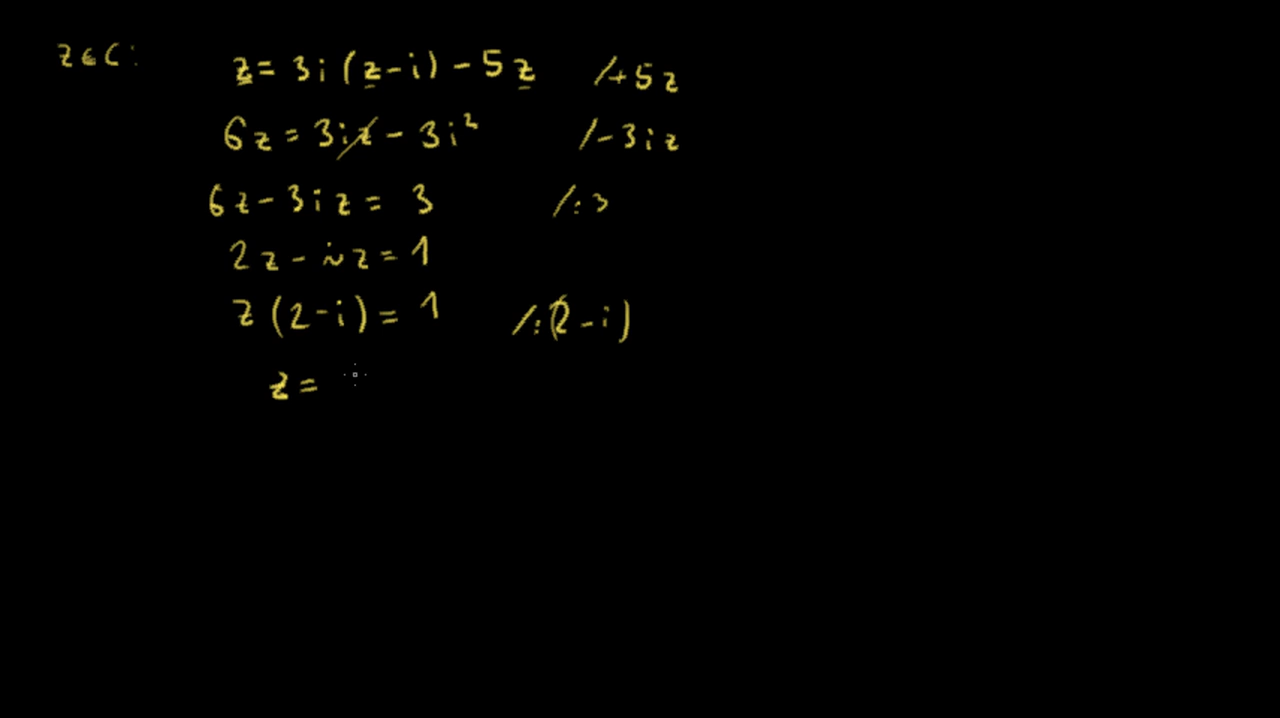 z ∈ C: z = 3i(z-i) - 5z /+5z
6z = 3iz - 3i² /-3iz
6z - 3iz = 3 /:3
2z - iz = 1
z(2-i) = 1 /:(2-i)
z =